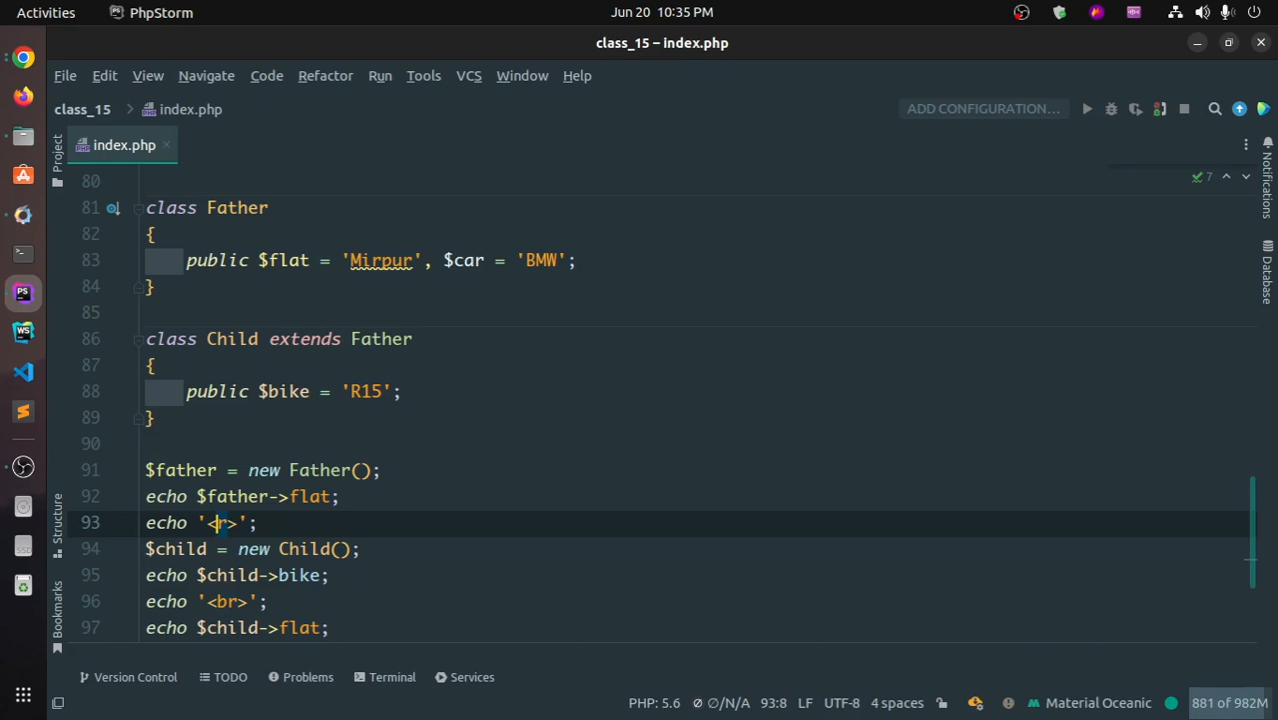 Activities PhpStorm Jun 20 10:35 PM
class_15 – index.php
File Edit View Navigate Code Refactor Run Tools VCS Window Help
class_15 index.php ADD CONFIGURATION...
Project
index.php
Notifications
7
80
81 class Father
82 {
83 public $flat = 'Mirpur', $car = 'BMW';
84 }
85
86 class Child extends Father
87 {
88 public $bike = 'R15';
89 }
90
91 $father = new Father();
92 echo $father->flat;
93 echo '<r>';
94 $child = new Child();
95 echo $child->bike;
96 echo '<br>';
97 echo $child->flat;
Database
Structure
Bookmarks
Version Control TODO Problems Terminal Services
PHP: 5.6 ∅/N/A 93:8 LF UTF-8 4 spaces Material Oceanic 881 of 982M